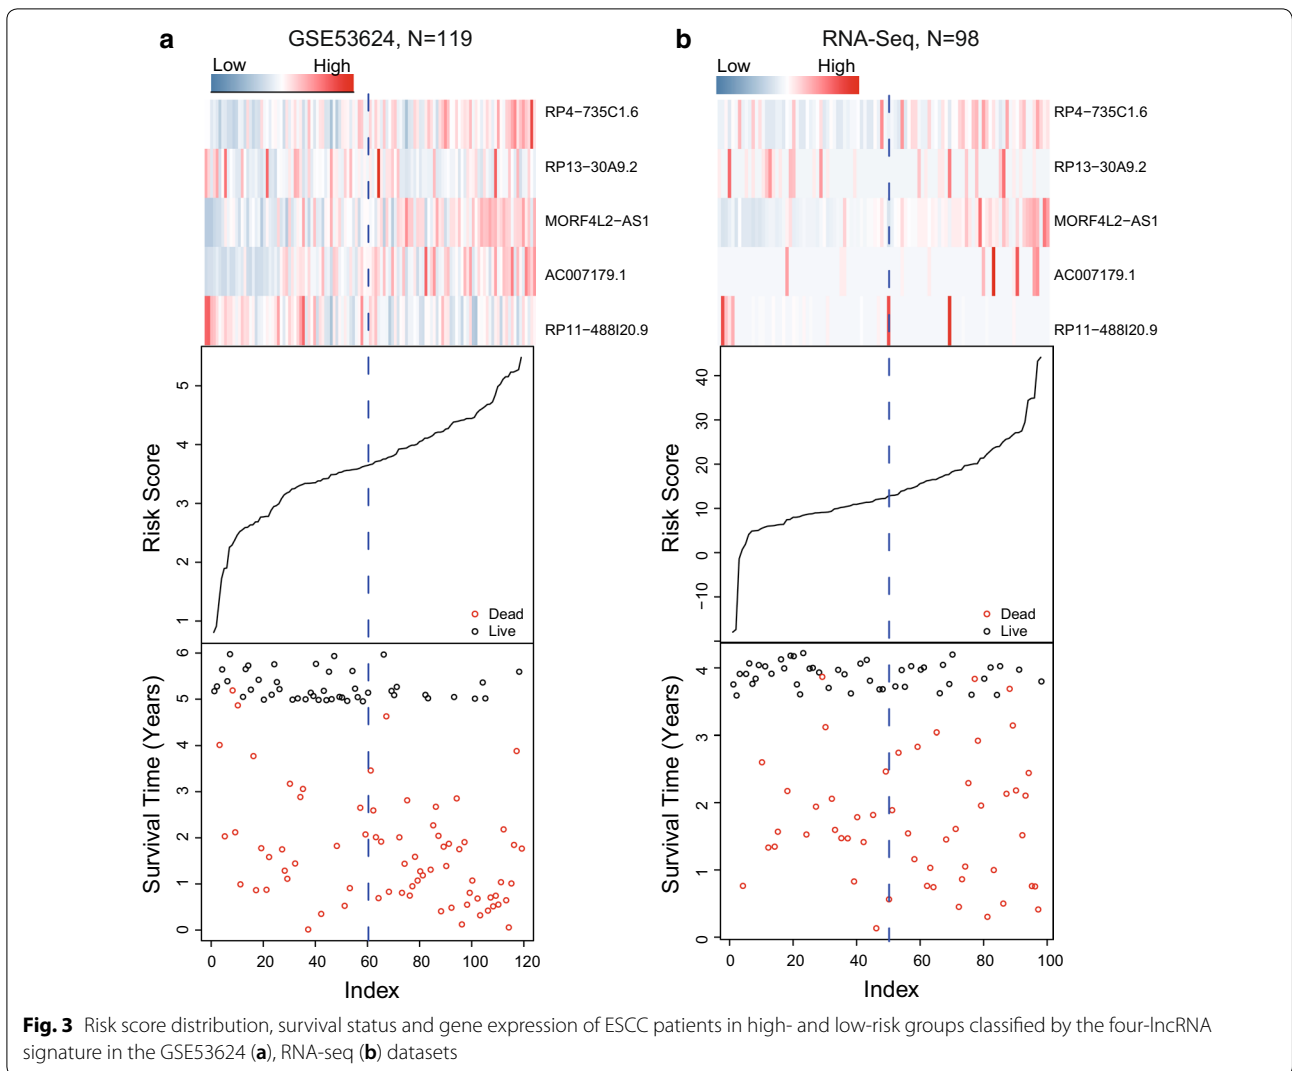 a
GSE53624, N=119
Low High
RP4−735C1.6
RP13−30A9.2
MORF4L2−AS1
AC007179.1
RP11−488I20.9
Risk Score
5
4
3
2
1
Dead
Live
Survival Time (Years)
6
5
4
3
2
1
0
0 20 40 60 80 100 120
Index
b
RNA-Seq, N=98
Low High
RP4−735C1.6
RP13−30A9.2
MORF4L2−AS1
AC007179.1
RP11−488I20.9
Risk Score
40
30
20
10
0
−10
Dead
Live
Survival Time (Years)
4
3
2
1
0
0 20 40 60 80 100
Index
Fig. 3 Risk score distribution, survival status and gene expression of ESCC patients in high- and low-risk groups classified by the four-lncRNA
signature in the GSE53624 (a), RNA-seq (b) datasets